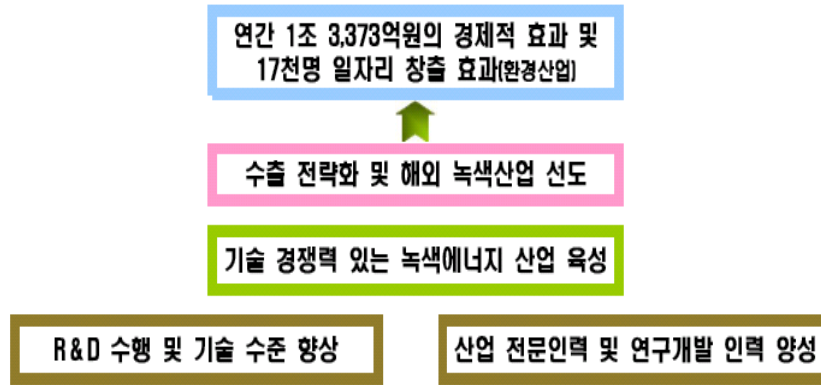 연간 1조 3,373억원의 경제적 효과 및
17천명 일자리 창출 효과(환경산업)
수출 전략화 및 해외 녹색산업 선도
기술 경쟁력 있는 녹색에너지 산업 육성
R&D 수행 및 기술 수준 향상
산업 전문인력 및 연구개발 인력 양성